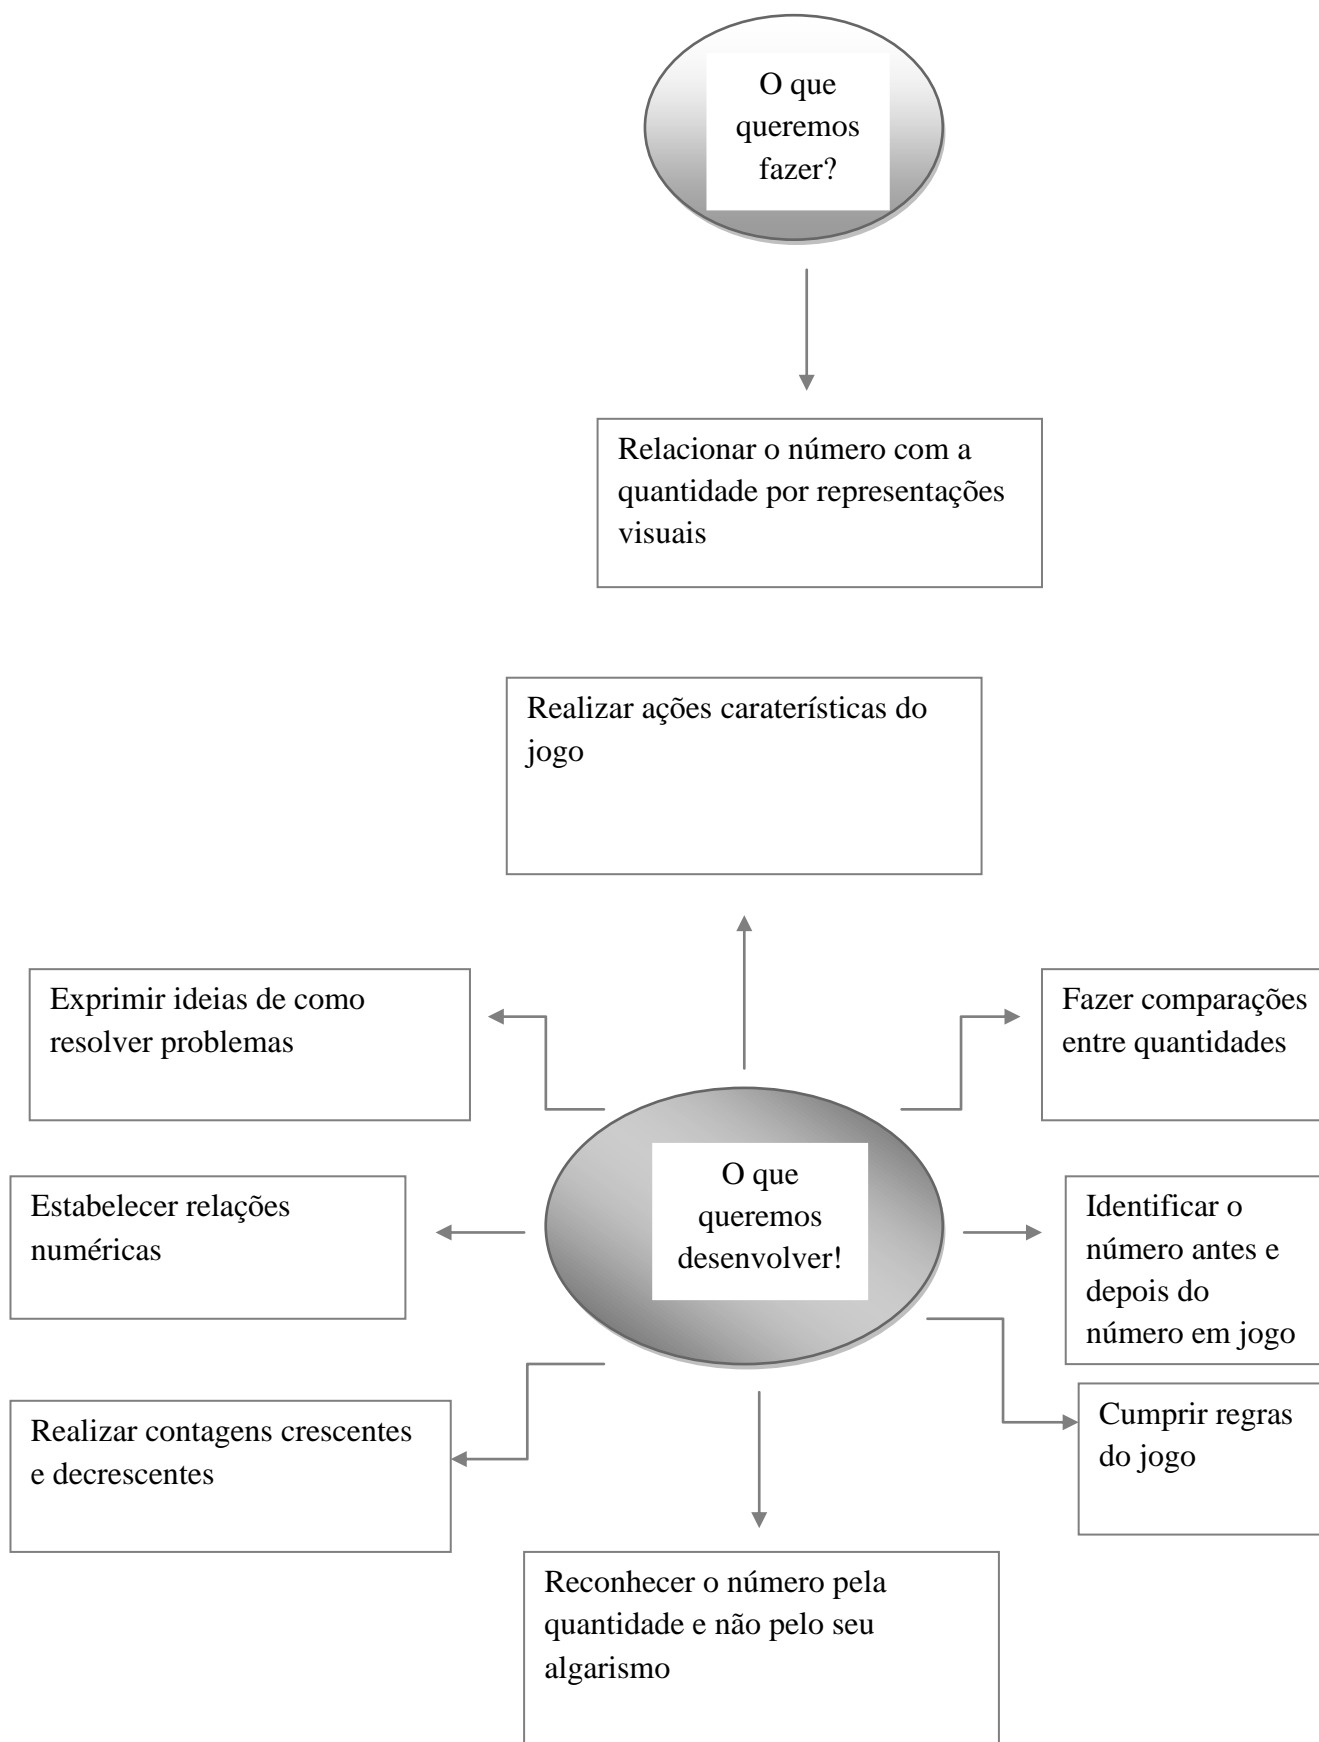 O que
queremos
fazer?
Relacionar o número com a
quantidade por representações
visuais
Realizar ações caraterísticas do
jogo
Exprimir ideias de como
resolver problemas
Fazer comparações
entre quantidades
O que
queremos
desenvolver!
Estabelecer relações
numéricas
Identificar o
número antes e
depois do
número em jogo
Realizar contagens crescentes
e decrescentes
Cumprir regras
do jogo
Reconhecer o número pela
quantidade e não pelo seu
algarismo